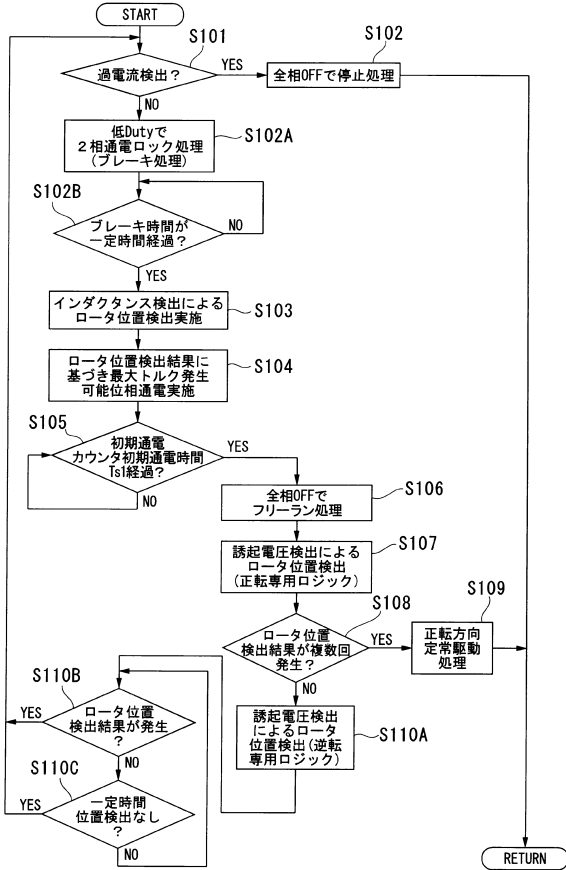 START
S101
過電流検出？
YES
NO
S102
全相OFFで停止処理
低Dutyで
２相通電ロック処理
(ブレーキ処理)
S102A
S102B
ブレーキ時間が
一定時間経過？
NO
YES
インダクタンス検出による
ロータ位置検出実施
S103
ロータ位置検出結果に
基づき最大トルク発生
可能位相通電実施
S104
S105
初期通電
カウンタ初期通電時間
Ts1経過？
YES
NO
全相OFFで
フリーラン処理
S106
誘起電圧検出による
ロータ位置検出
(正転専用ロジック)
S107
S108
ロータ位置
検出結果が複数回
発生？
YES
NO
S109
正転方向
定常駆動
処理
誘起電圧検出
によるロータ
位置検出(逆転
専用ロジック)
S110A
S110B
ロータ位置
検出結果が発生
？
YES
NO
S110C
一定時間
位置検出なし
？
YES
NO
RETURN